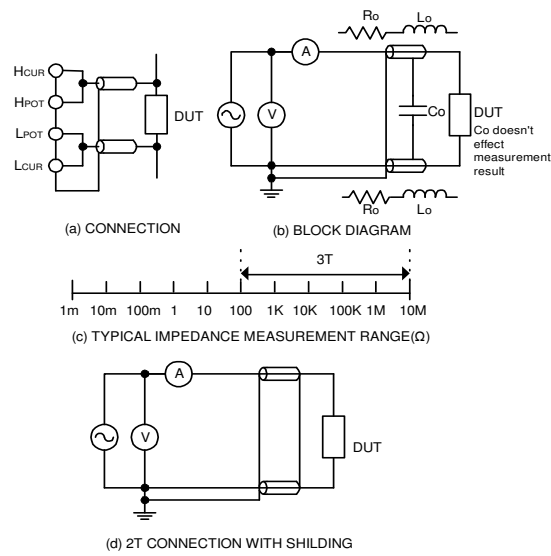 Ro Lo
HCUR
HPOT
LPOT
LCUR
DUT
A
V
Co
DUT
Co doesn't
effect
measurement
result
Ro Lo
(a) CONNECTION
(b) BLOCK DIAGRAM
3T
1m 10m 100m 1 10 100 1K 10K 100K 1M 10M
(c) TYPICAL IMPEDANCE MEASUREMENT RANGE(Ω)
A
V
DUT
(d) 2T CONNECTION WITH SHILDING